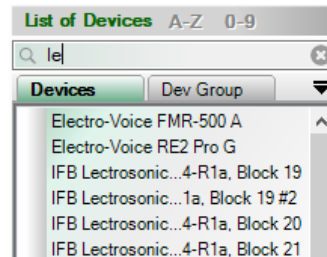 List of Devices A-Z 0-9
le
Devices Dev Group
Electro-Voice FMR-500 A
Electro-Voice RE2 Pro G
IFB Lectrosonic...4-R1a, Block 19
IFB Lectrosonic...1a, Block 19 #2
IFB Lectrosonic...4-R1a, Block 20
IFB Lectrosonic...4-R1a, Block 21